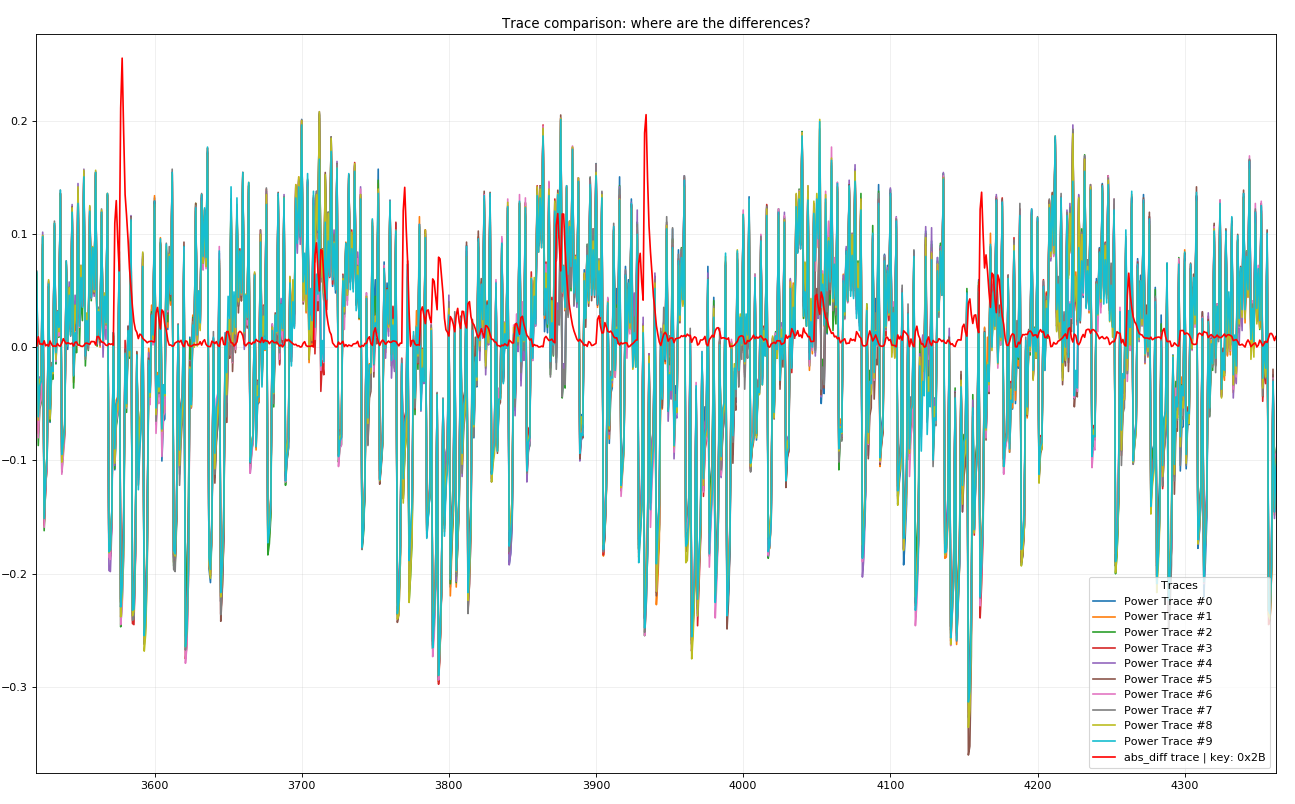 Trace comparison: where are the differences?
0.2
0.1
0.0
−0.1
−0.2
−0.3
3600 3700 3800 3900 4000 4100 4200 4300
Traces
Power Trace #0
Power Trace #1
Power Trace #2
Power Trace #3
Power Trace #4
Power Trace #5
Power Trace #6
Power Trace #7
Power Trace #8
Power Trace #9
abs_diff trace | key: 0x2B